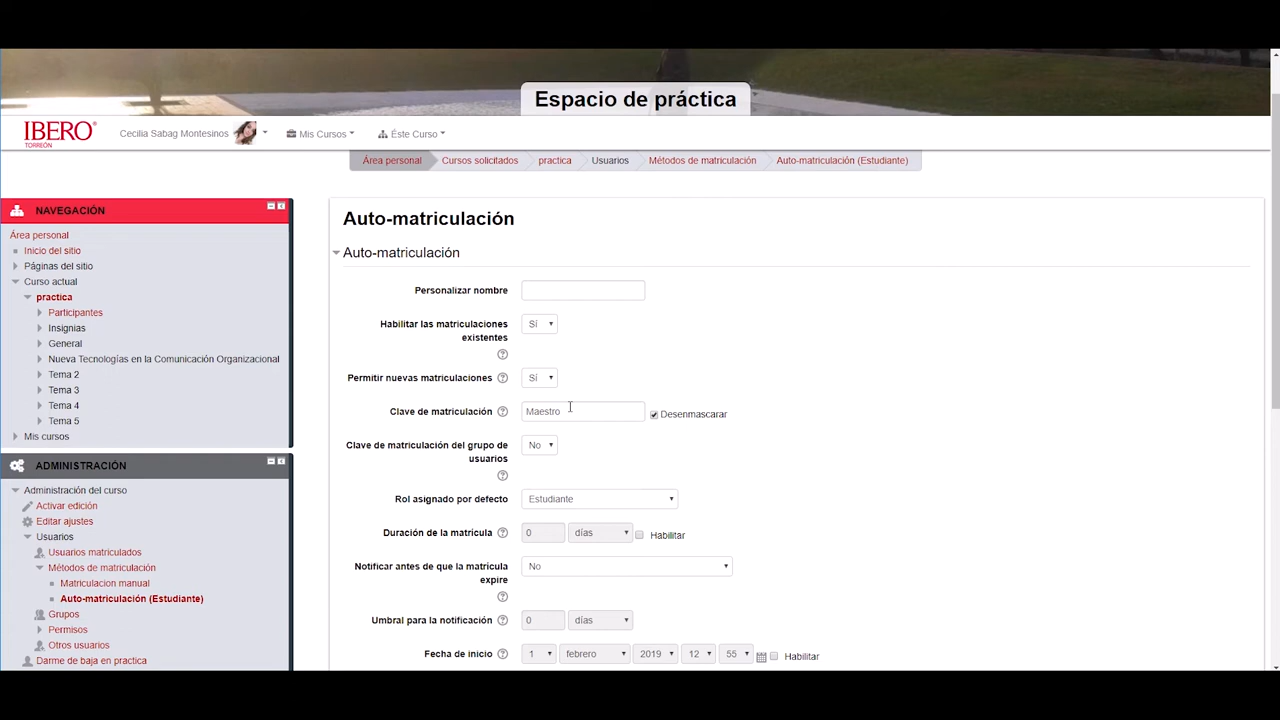 Espacio de práctica
IBERO®
TORREÓN
Cecilia Sabag Montesinos
Mis Cursos
Éste Curso
Área personal
Cursos solicitados
practica
Usuarios
Métodos de matriculación
Auto-matriculación (Estudiante)
NAVEGACIÓN
Área personal
Inicio del sitio
Páginas del sitio
Curso actual
practica
Participantes
Insignias
General
Nueva Tecnologías en la Comunicación Organizacional
Tema 2
Tema 3
Tema 4
Tema 5
Mis cursos
ADMINISTRACIÓN
Administración del curso
Activar edición
Editar ajustes
Usuarios
Usuarios matriculados
Métodos de matriculación
Matriculacion manual
Auto-matriculación (Estudiante)
Grupos
Permisos
Otros usuarios
Darme de baja en practica
Auto-matriculación
Auto-matriculación
Personalizar nombre
Habilitar las matriculaciones Sí
existentes
Permitir nuevas matriculaciones Sí
Clave de matriculación Maestro Desenmascarar
Clave de matriculación del grupo de No
usuarios
Rol asignado por defecto Estudiante
Duración de la matrícula 0 días Habilitar
Notificar antes de que la matrícula No
expire
Umbral para la notificación 0 días
Fecha de inicio 1 febrero 2019 12 55 Habilitar